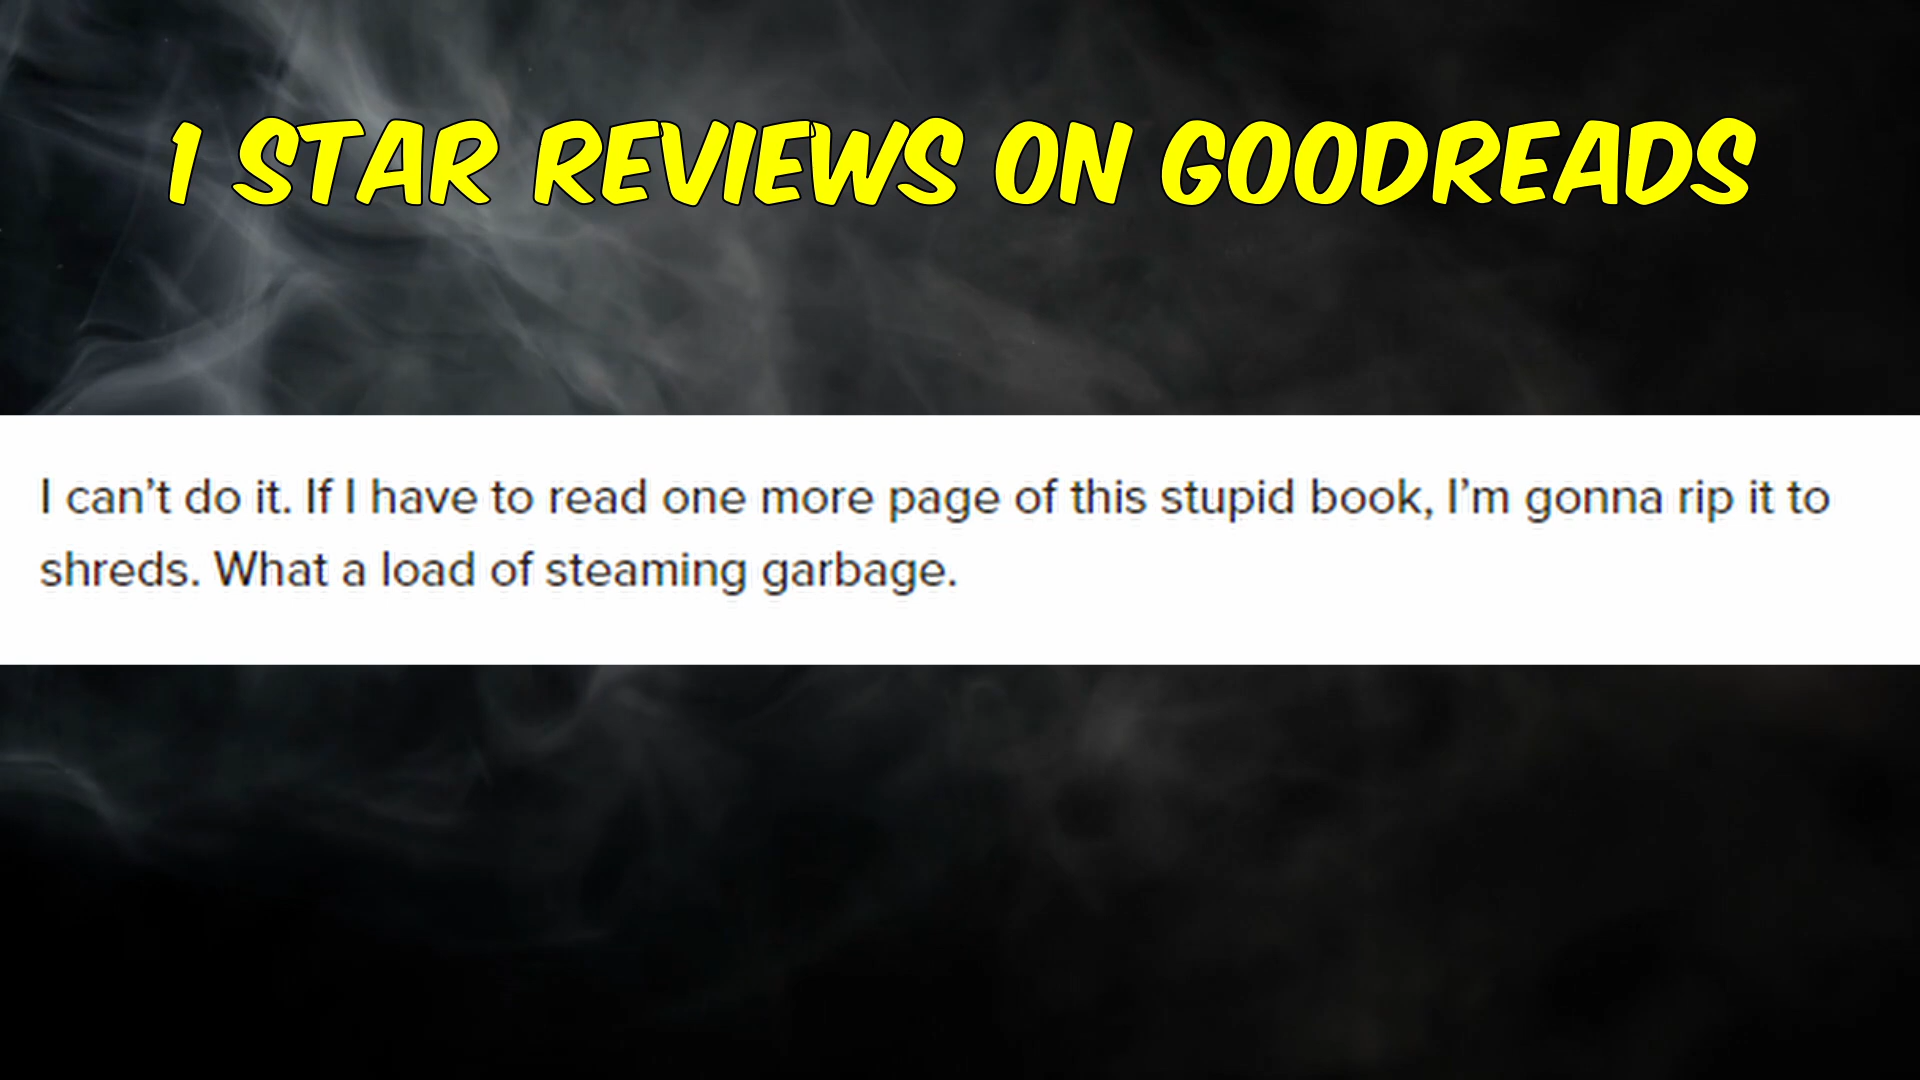 1 STAR REVIEWS ON GOODREADS
I can’t do it. If I have to read one more page of this stupid book, I’m gonna rip it to
shreds. What a load of steaming garbage.